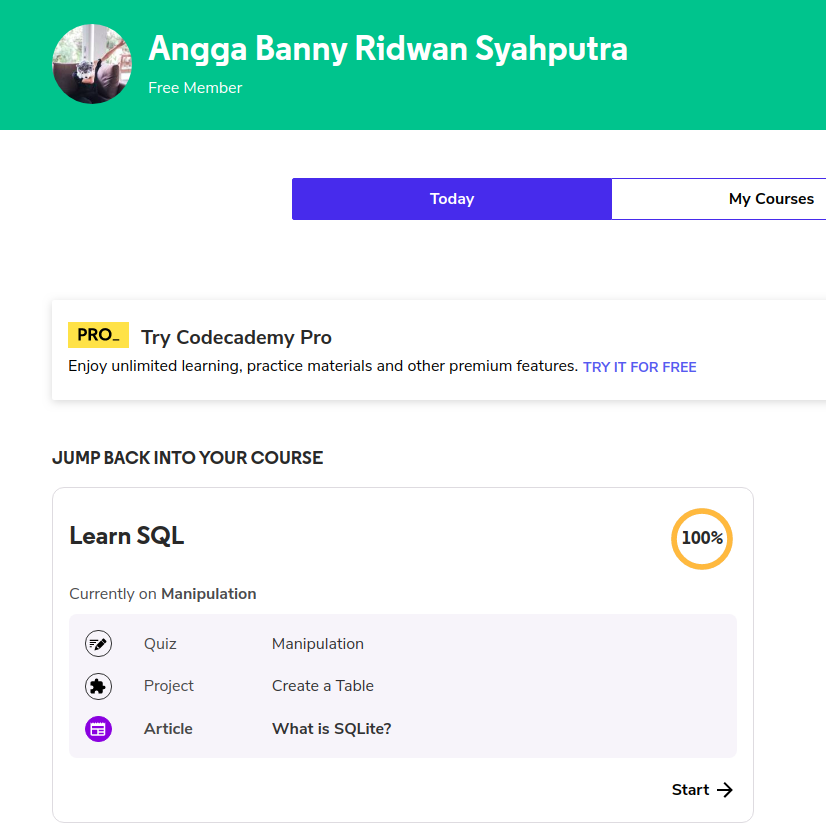 Angga Banny Ridwan Syahputra
Free Member
Today My Courses
PRO_ Try Codecademy Pro
Enjoy unlimited learning, practice materials and other premium features. TRY IT FOR FREE
JUMP BACK INTO YOUR COURSE
Learn SQL 100%
Currently on Manipulation
Quiz Manipulation
Project Create a Table
Article What is SQLite?
Start